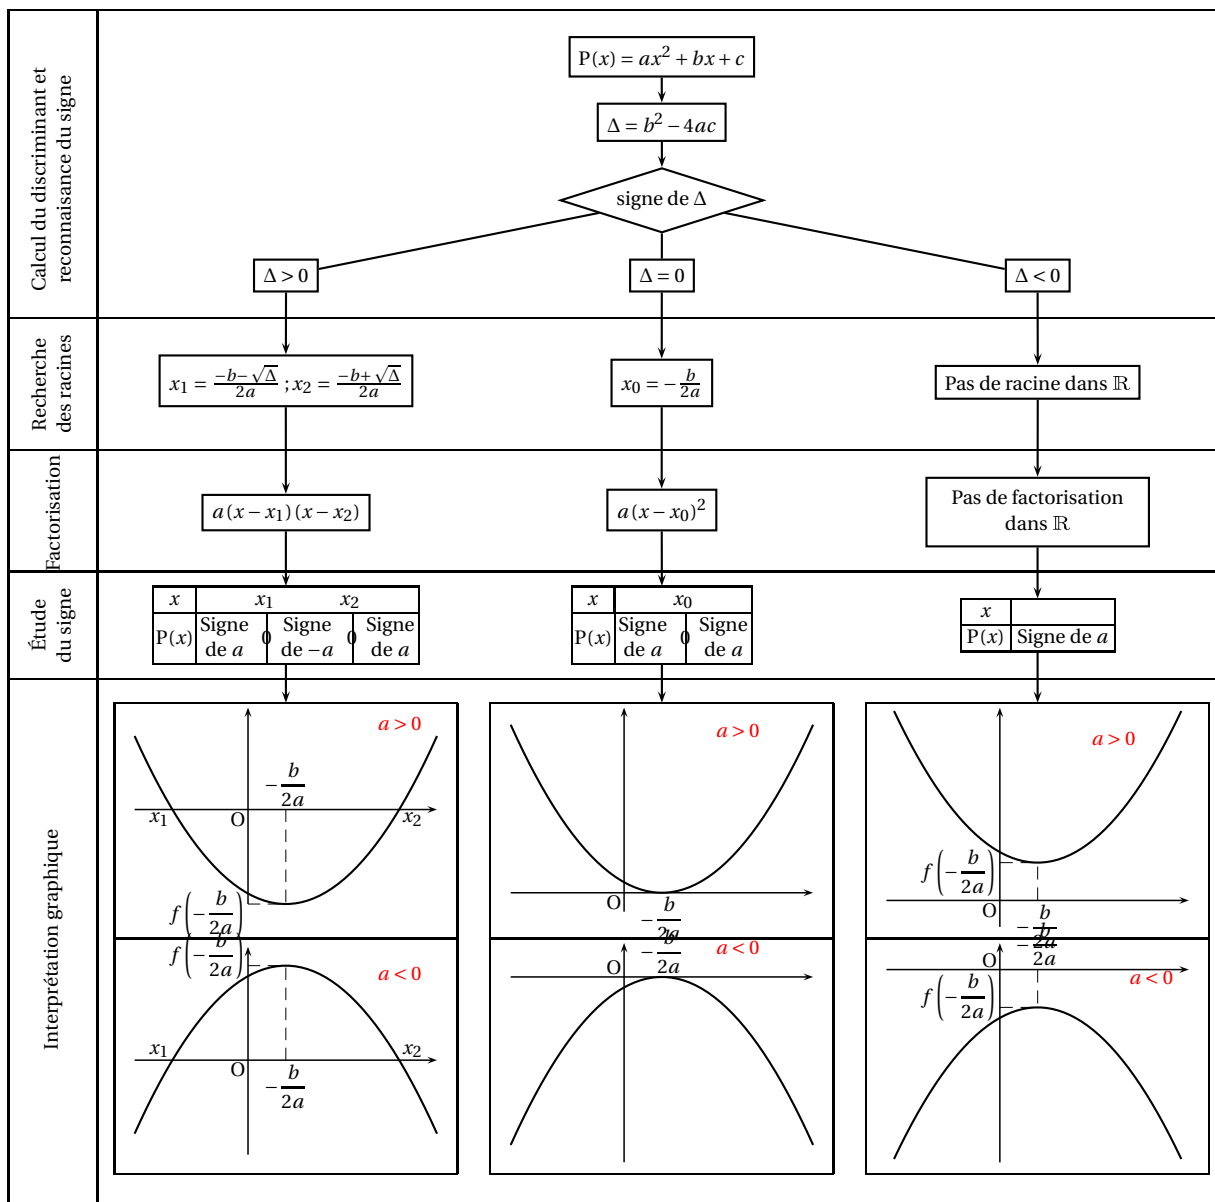 Calcul du discriminant et
reconnaisance du signe
P(x) = ax² + bx + c
Δ = b² − 4ac
signe de Δ
Δ > 0
Δ = 0
Δ < 0
Recherche
des racines
x₁ = (−b−√Δ)/(2a) ; x₂ = (−b+√Δ)/(2a)
x₀ = −b/(2a)
Pas de racine dans ℝ
Factorisation
a(x − x₁)(x − x₂)
a(x − x₀)²
Pas de factorisation
dans ℝ
Étude
du signe
x x₁ x₂
P(x) Signe de a 0 Signe de −a 0 Signe de a
x x₀
P(x) Signe de a 0 Signe de a
x
P(x) Signe de a
Interprétation graphique
a > 0
−b/(2a)
x₁ O x₂
f(−b/(2a))
a > 0
O
−b/(2a)
a > 0
f(−b/(2a))
O
−b/(2a)
f(−b/(2a))
a < 0
x₁ x₂
O
−b/(2a)
−b/(2a)
a < 0
O
−b/(2a)
O
a < 0
f(−b/(2a))